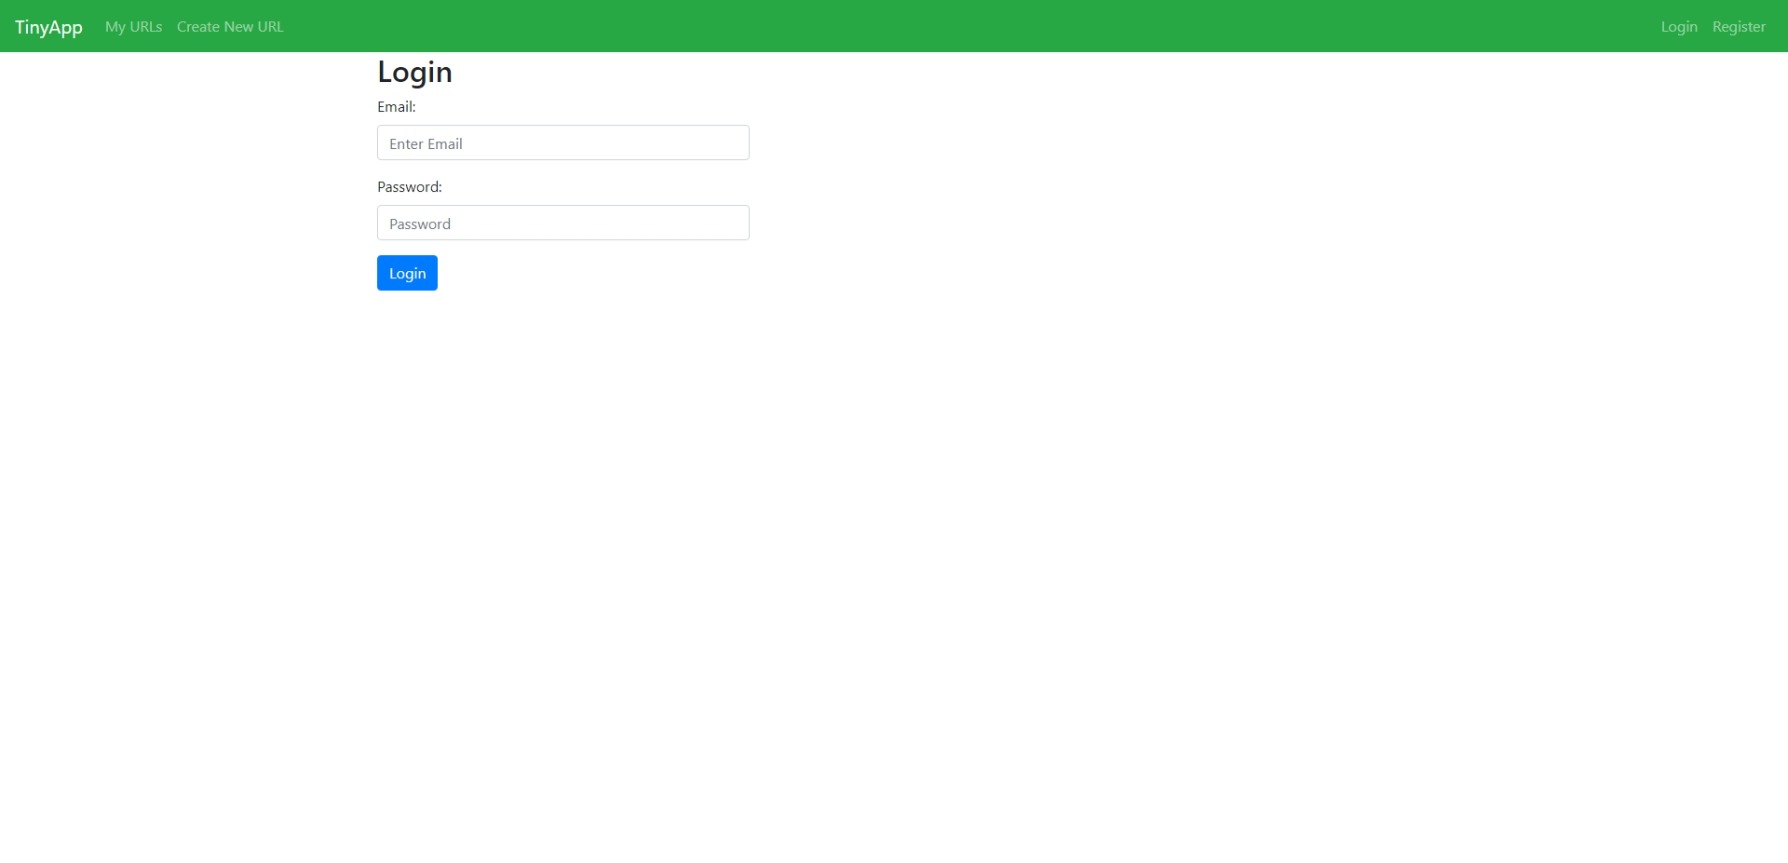 TinyApp My URLs Create New URL Login Register
Login
Email:
Enter Email
Password:
Password
Login